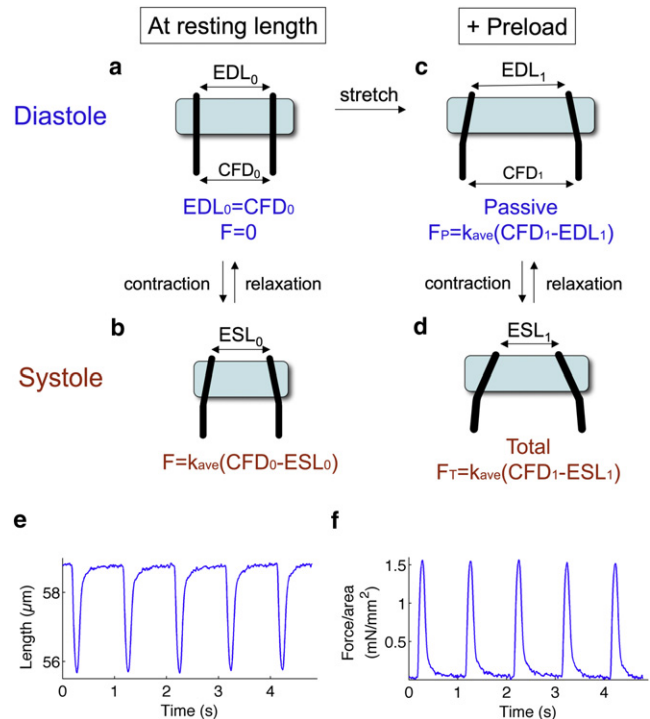 At resting length
+ Preload
a
EDL₀
c
EDL₁
Diastole
stretch
CFD₀
CFD₁
EDL₀=CFD₀
F=0
Passive
Fₚ=kₐᵥₑ(CFD₁-EDL₁)
contraction
relaxation
contraction
relaxation
b
ESL₀
d
ESL₁
Systole
F=kₐᵥₑ(CFD₀-ESL₀)
Total
F_T=kₐᵥₑ(CFD₁-ESL₁)
e
f
Length (μm)
58
56
0 1 2 3 4
Time (s)
Force/area
(mN/mm²)
1.5
1
0.5
0 1 2 3 4
Time (s)